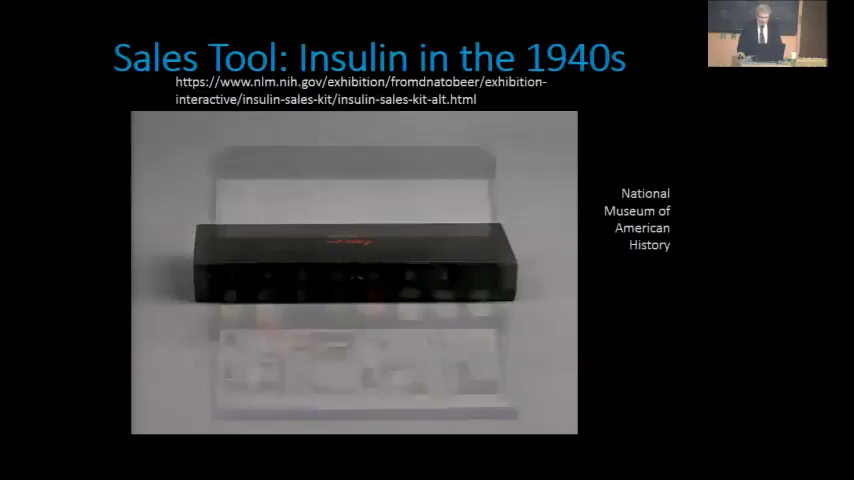 Sales Tool: Insulin in the 1940s
https://www.nlm.nih.gov/exhibition/fromdnatobeer/exhibition-
interactive/insulin-sales-kit/insulin-sales-kit-alt.html
National
Museum of
American
History